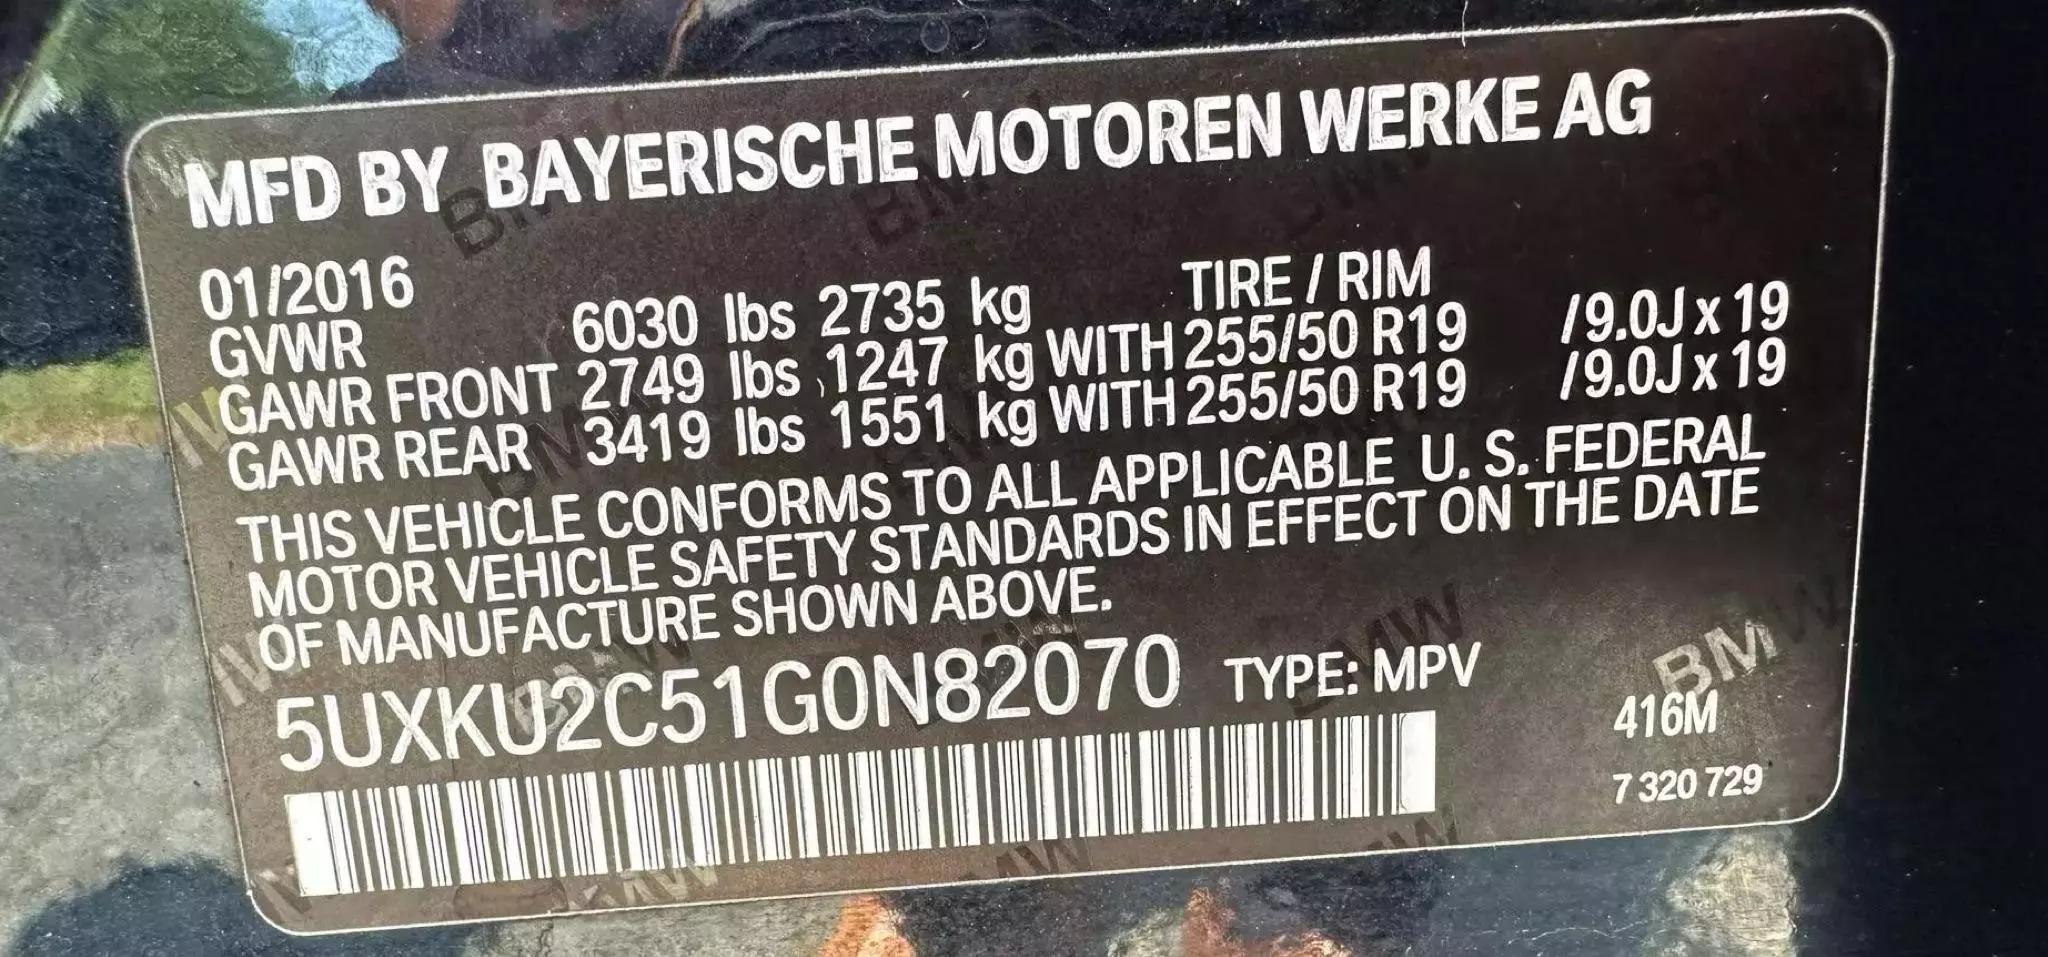 MFD BY BAYERISCHE MOTOREN WERKE AG
01/2016 TIRE / RIM
GVWR 6030 lbs 2735 kg
GAWR FRONT 2749 lbs 1247 kg WITH 255/50 R19 /9.0J x 19
GAWR REAR 3419 lbs 1551 kg WITH 255/50 R19 /9.0J x 19
THIS VEHICLE CONFORMS TO ALL APPLICABLE U. S. FEDERAL
MOTOR VEHICLE SAFETY STANDARDS IN EFFECT ON THE DATE
OF MANUFACTURE SHOWN ABOVE.
5UXKU2C51G0N82070 TYPE: MPV
BMW
416M
7 320 729